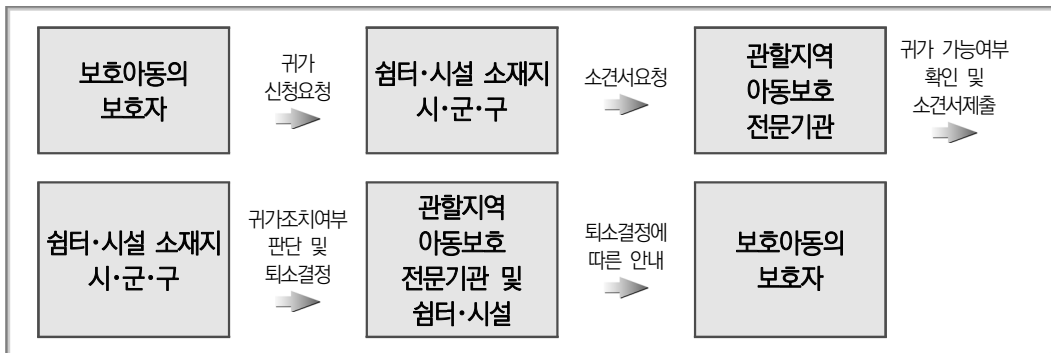 보호아동의
보호자
귀가
신청요청
쉼터·시설 소재지
시·군·구
소견서요청
관할지역
아동보호
전문기관
귀가 가능여부
확인 및
소견서제출
쉼터·시설 소재지
시·군·구
귀가조치여부
판단 및
퇴소결정
관할지역
아동보호
전문기관 및
쉼터·시설
퇴소결정에
따른 안내
보호아동의
보호자